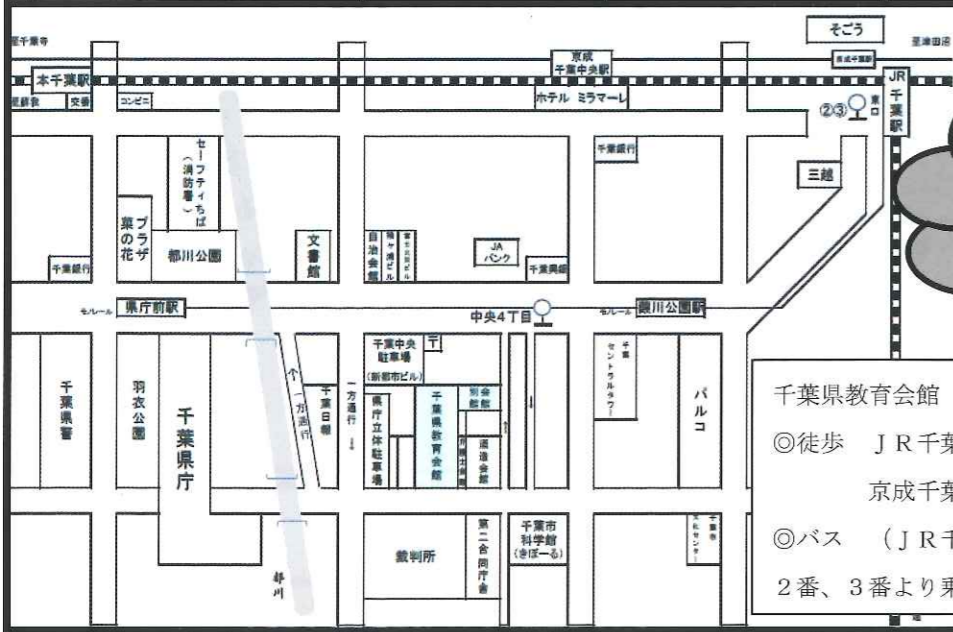 そごう
至千葉寺
至津田沼
京成
千葉中央駅
京成千葉駅
本千葉駅
JR
千葉駅
東口
②③
至蘇我
交番
コンビニ
ホテル ミラマーレ
セーフティちば
(消防署)
千葉銀行
三越
プラザ
菜の花
都川公園
文書館
自治会館
千葉銀行
JA
バンク
千葉興銀
モノレール
県庁前駅
中央4丁目
モノレール
葭川公園駅
千葉県警
羽衣公園
千葉県庁
↑一方通行
千葉日報
一方通行→
千葉中央
駐車場
(新都市ビル)
〒
県庁立体駐車場
千葉県教育会館
別館
会館
弁護士会館
酒造会館
千葉
セントラルタワー
パルコ
裁判所
第二合同庁舎
千葉市
科学館
(きぼーる)
千葉市
文化センター
都川
千葉県教育会館
◎徒歩 JR千葉
京成千葉
◎バス (JR千
2番、3番より乗